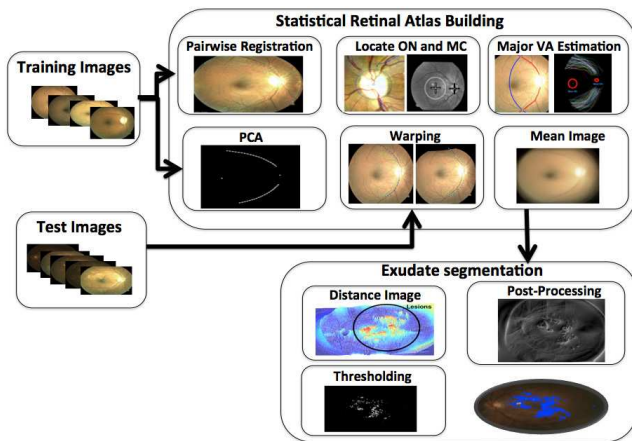 Statistical Retinal Atlas Building
Training Images
Pairwise Registration
Locate ON and MC
Major VA Estimation
PCA
Warping
Mean Image
Test Images
Exudate segmentation
Distance Image
Lesions
Post-Processing
Thresholding